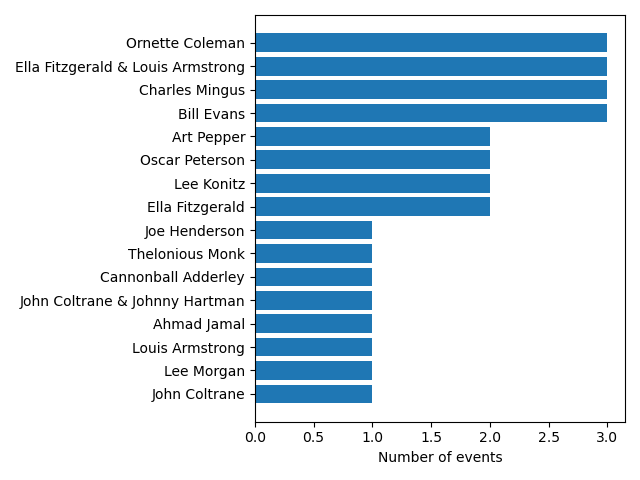 Ornette Coleman
Ella Fitzgerald & Louis Armstrong
Charles Mingus
Bill Evans
Art Pepper
Oscar Peterson
Lee Konitz
Ella Fitzgerald
Joe Henderson
Thelonious Monk
Cannonball Adderley
John Coltrane & Johnny Hartman
Ahmad Jamal
Louis Armstrong
Lee Morgan
John Coltrane
0.0 0.5 1.0 1.5 2.0 2.5 3.0
Number of events